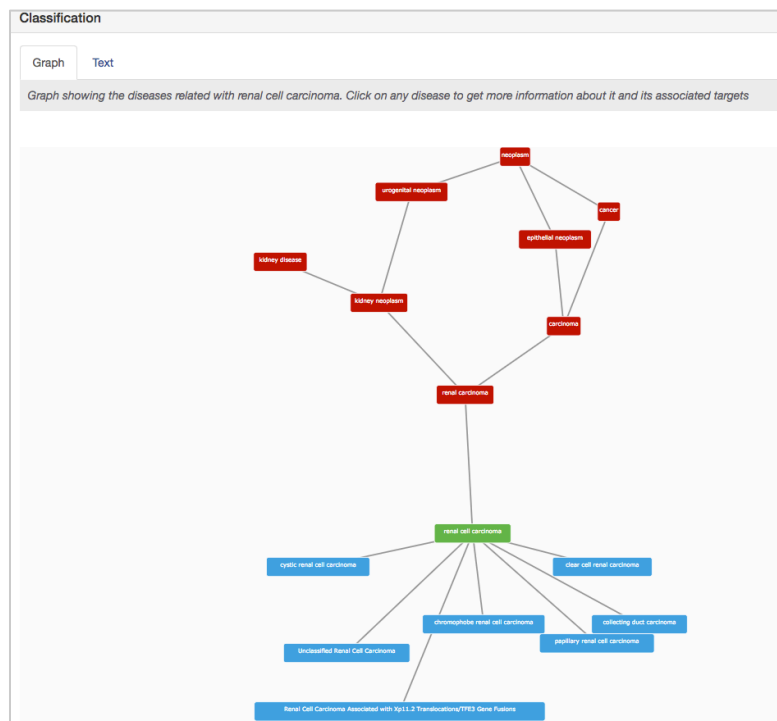 Classification
Graph Text
Graph showing the diseases related with renal cell carcinoma. Click on any disease to get more information about it and its associated targets
neoplasm
urogenital neoplasm
cancer
epithelial neoplasm
kidney disease
kidney neoplasm
carcinoma
renal carcinoma
renal cell carcinoma
cystic renal cell carcinoma
clear cell renal carcinoma
chromophobe renal cell carcinoma
collecting duct carcinoma
papillary renal cell carcinoma
Unclassified Renal Cell Carcinoma
Renal Cell Carcinoma Associated with Xp11.2 Translocations/TFE3 Gene Fusions